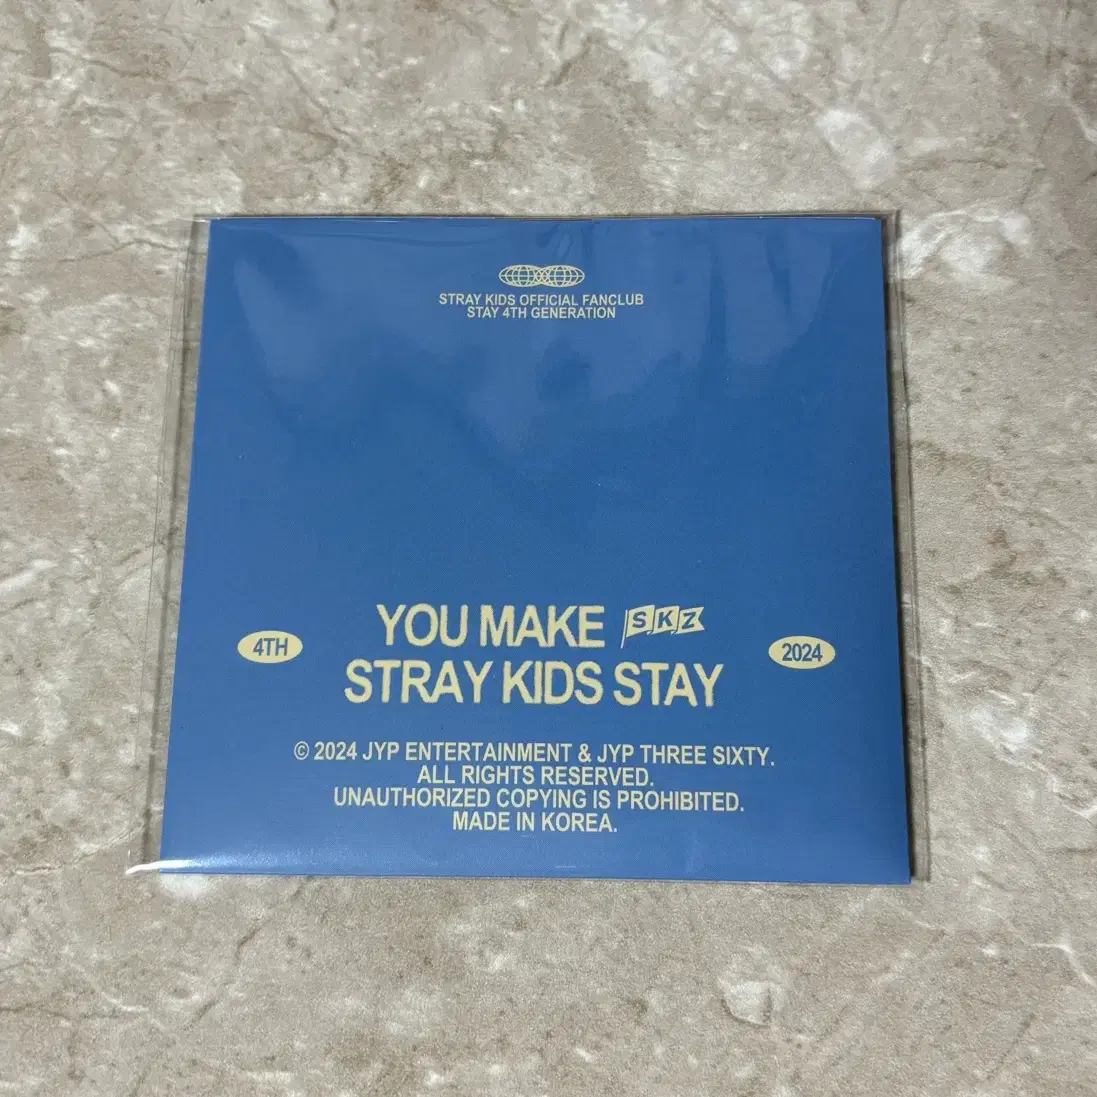 STRAY KIDS OFFICIAL FANCLUB
STAY 4TH GENERATION
YOU MAKE SKZ
STRAY KIDS STAY
4TH
2024
© 2024 JYP ENTERTAINMENT & JYP THREE SIXTY.
ALL RIGHTS RESERVED.
UNAUTHORIZED COPYING IS PROHIBITED.
MADE IN KOREA.